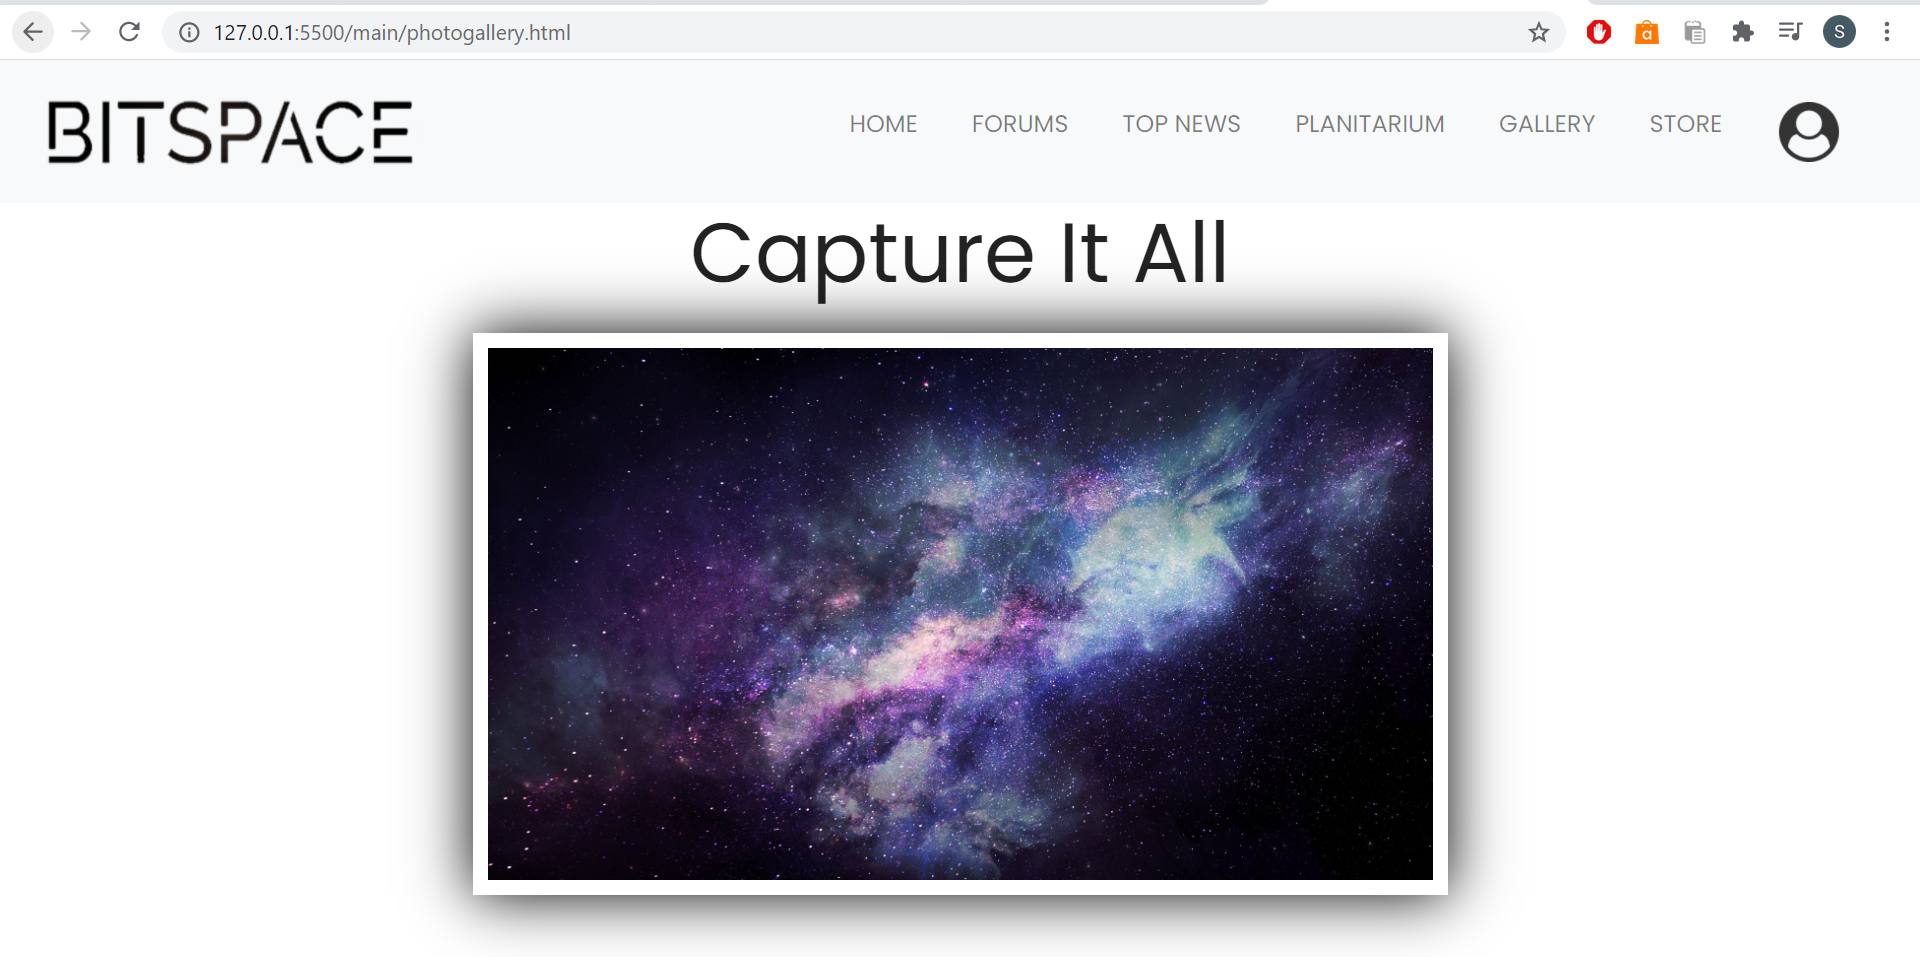 127.0.0.1:5500/main/photogallery.html
a
S
BITSPACE
HOME FORUMS TOP NEWS PLANITARIUM GALLERY STORE
Capture It All